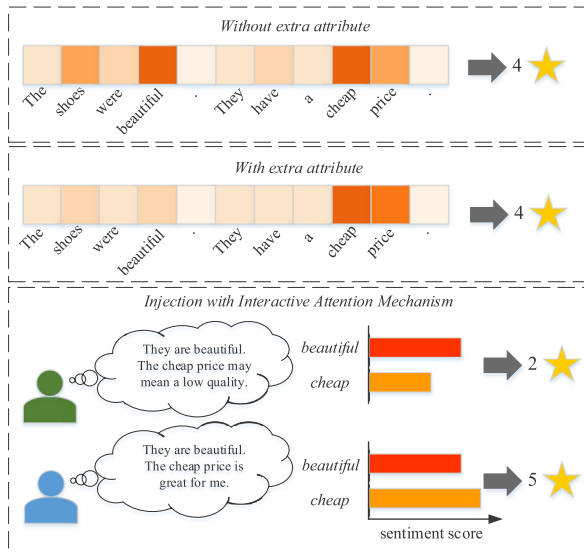 Without extra attribute
The shoes were beautiful . They have a cheap price .
4
With extra attribute
The shoes were beautiful . They have a cheap price .
4
Injection with Interactive Attention Mechanism
They are beautiful.
The cheap price may
mean a low quality.
beautiful
cheap
2
They are beautiful.
The cheap price is
great for me.
beautiful
cheap
5
sentiment score